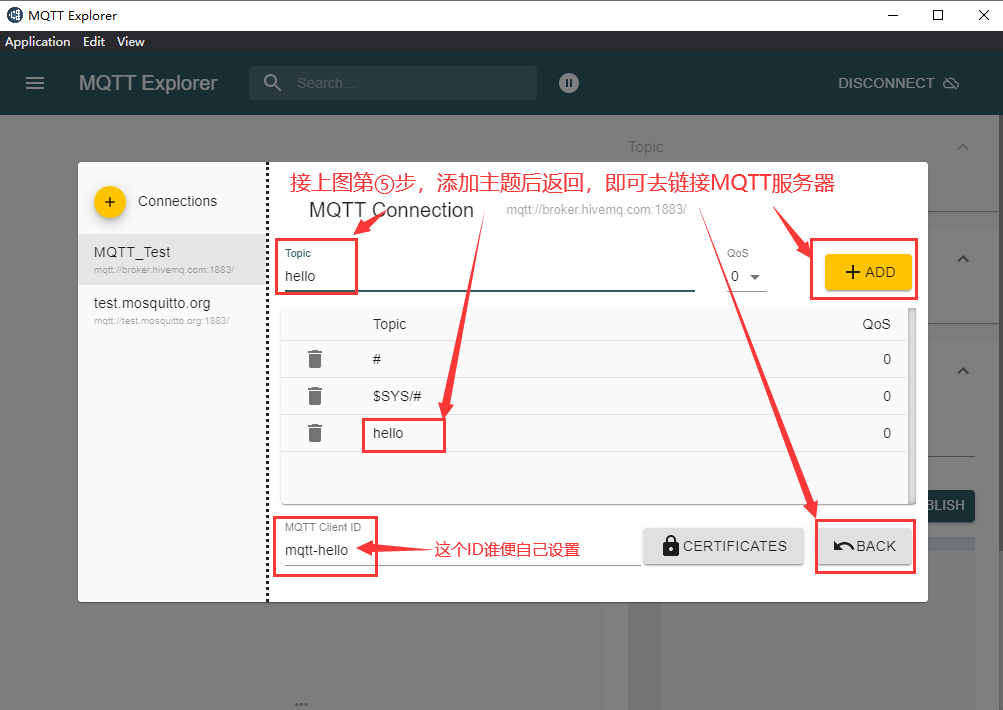 MQTT Explorer
Application Edit View
MQTT Explorer
Search...
DISCONNECT
Topic
接上图第⑤步，添加主题后返回，即可去链接MQTT服务器
Connections
MQTT Connection mqtt://broker.hivemq.com:1883/
MQTT_Test
mqtt://broker.hivemq.com:1883/
test.mosquitto.org
mqtt://test.mosquitto.org:1883/
Topic
hello
QoS
0
ADD
Topic QoS
# 0
$SYS/# 0
hello 0
MQTT Client ID
mqtt-hello
这个ID谁便自己设置
CERTIFICATES
BACK
BLISH